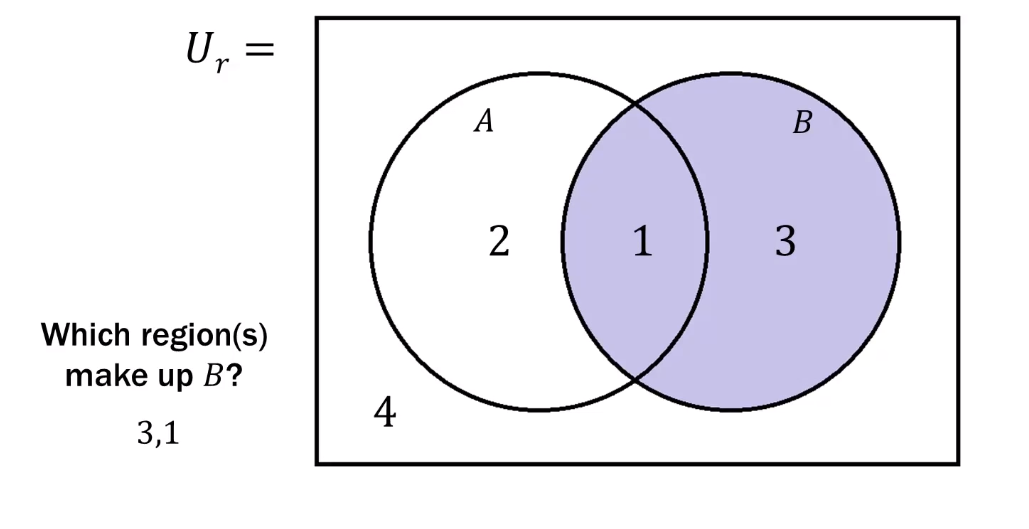 U_r =
A
B
2
1
3
Which region(s)
make up B?
4
3,1